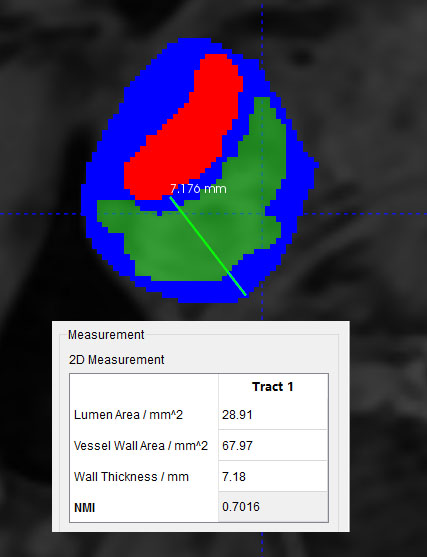 7.176 mm
Measurement
2D Measurement
Tract 1
Lumen Area / mm^2 28.91
Vessel Wall Area / mm^2 67.97
Wall Thickness / mm 7.18
NMI 0.7016